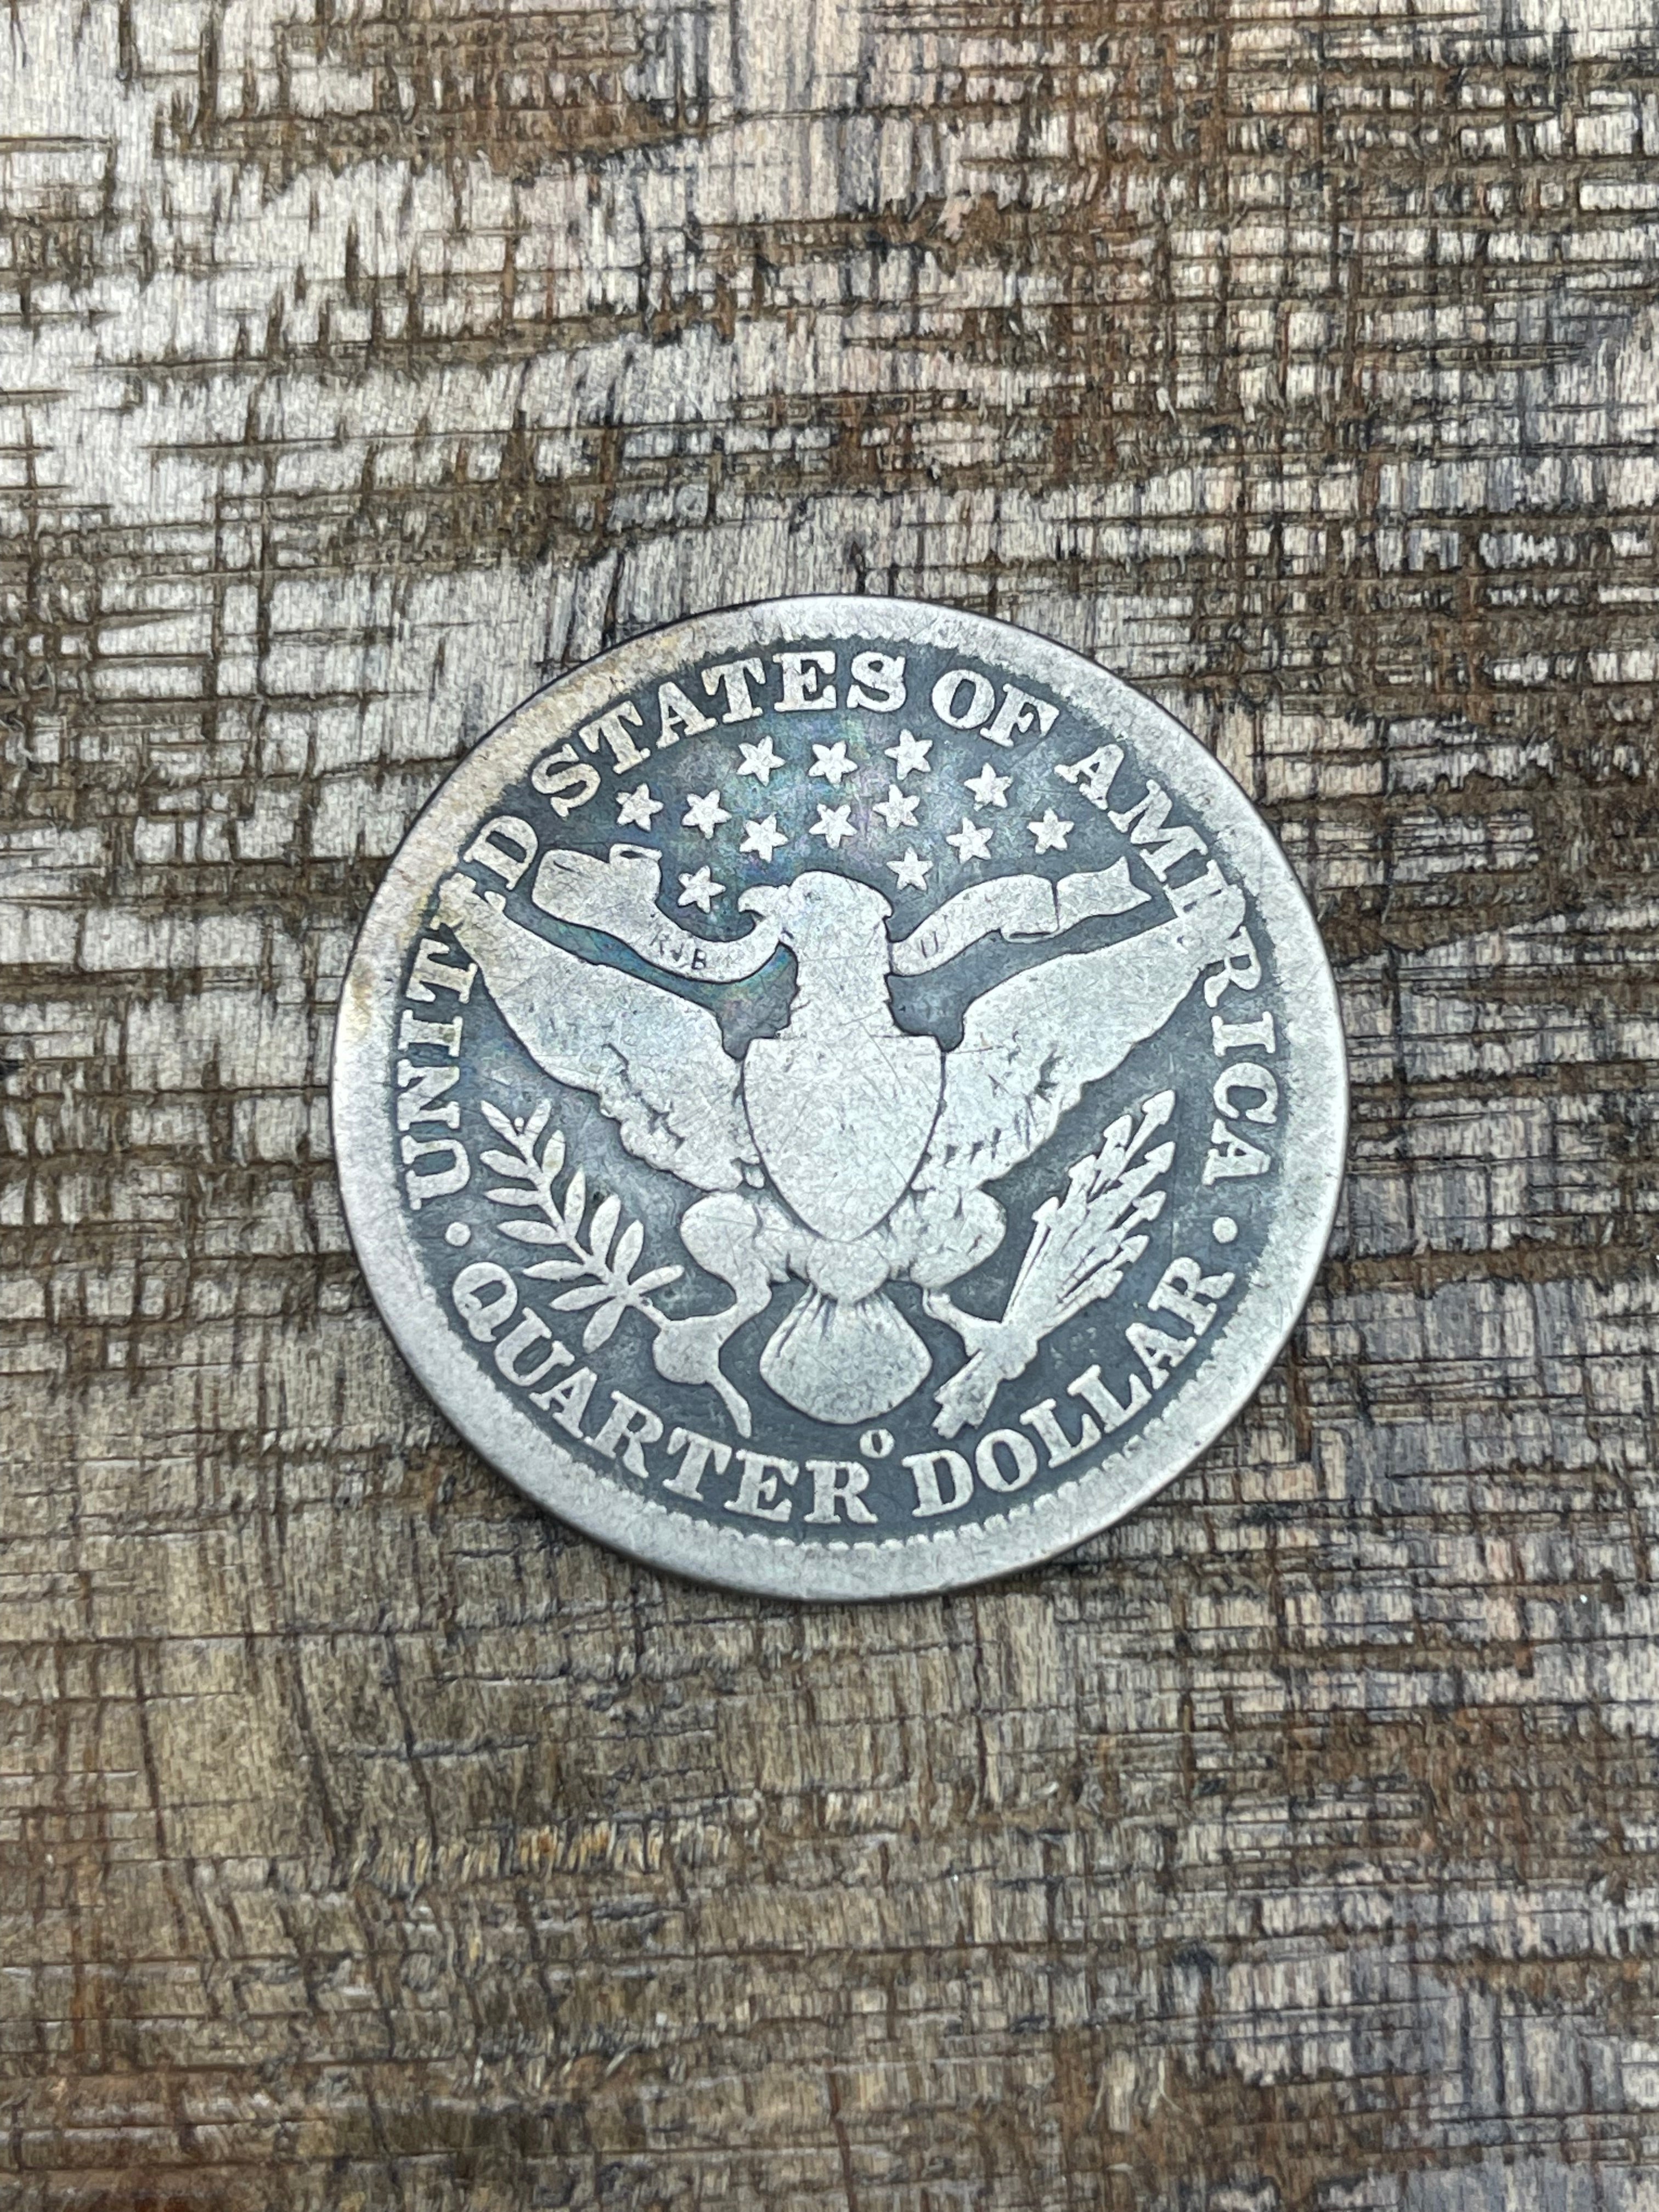 UNITED STATES OF AMERICA
QUARTER DOLLAR
O